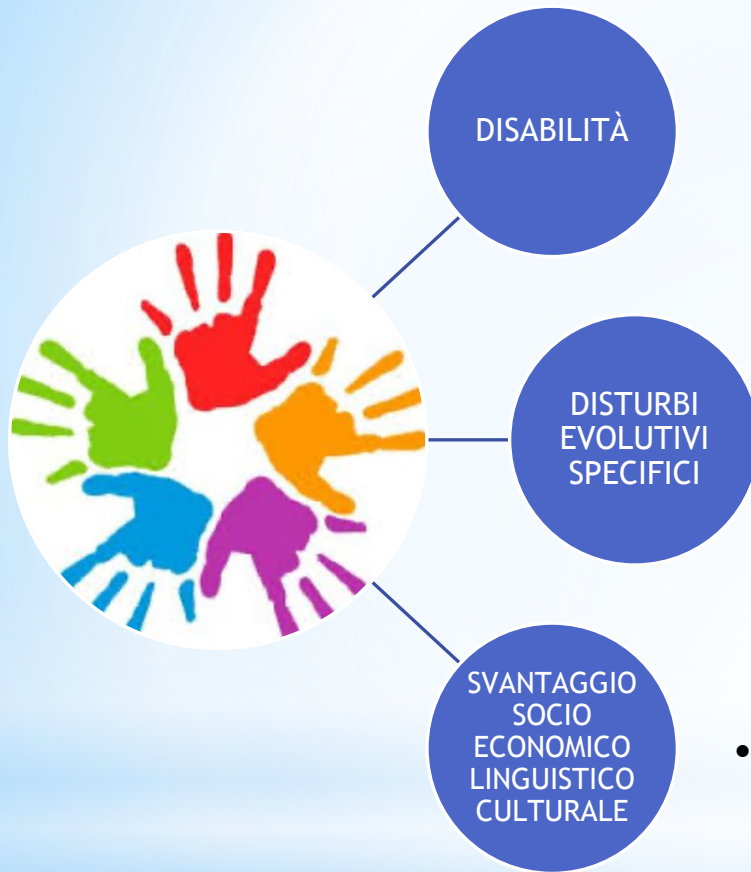 DISABILITÀ
DISTURBI
EVOLUTIVI
SPECIFICI
SVANTAGGIO
SOCIO
ECONOMICO
LINGUISTICO
CULTURALE
•